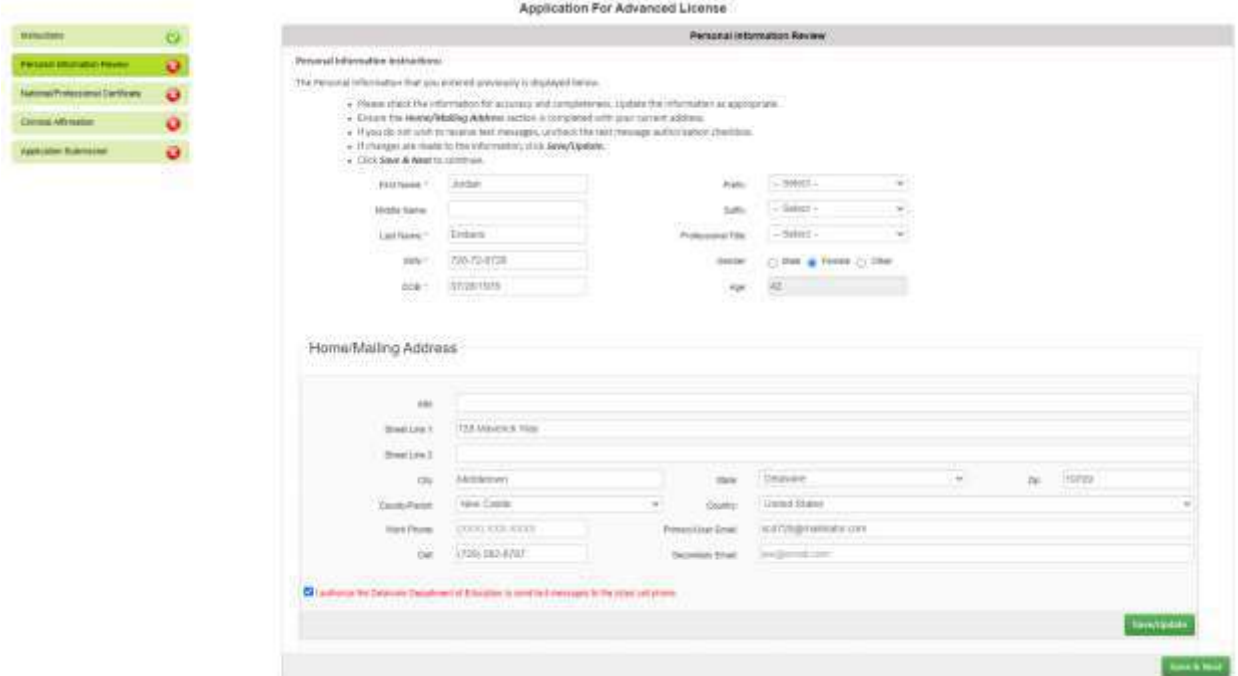 Application For Advanced License
Instructions
Personal Information Review
National/Professional Certificate
Criminal Affirmation
Application Submission
Personal Information Review
Personal Information Instructions:
The Personal Information that you entered previously is displayed below.
Please check the information for accuracy and completeness. Update the information as appropriate.
Ensure the Home/Mailing Address section is completed with your current address.
If you do not wish to receive text messages, uncheck the text message authorization checkbox.
If changes are made to the information, click Save/Update.
Click Save & Next to continue.
First Name * Jordan Prefix -- Select --
Middle Name Suffix -- Select --
Last Name * Professional Title -- Select --
SSN * Gender Male Female Other
DOB * Age 42
Home/Mailing Address
Attn
Street Line 1 Maverick Way
Street Line 2
City Middletown State Delaware Zip
County/Parish New Castle Country United States
Work Phone (XXX) XXX-XXXX Primary/User Email
Cell Secondary Email
I authorize the Delaware Department of Education to send text messages to the cell phone
Save/Update
Save & Next